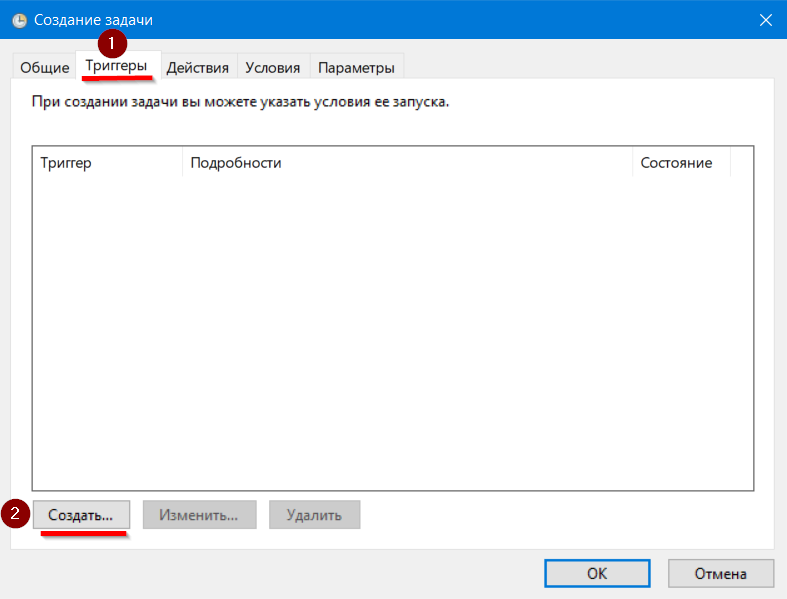 Создание задачи
1
Общие Триггеры Действия Условия Параметры
При создании задачи вы можете указать условия ее запуска.
Триггер Подробности Состояние
2 Создать... Изменить... Удалить
ОК Отмена